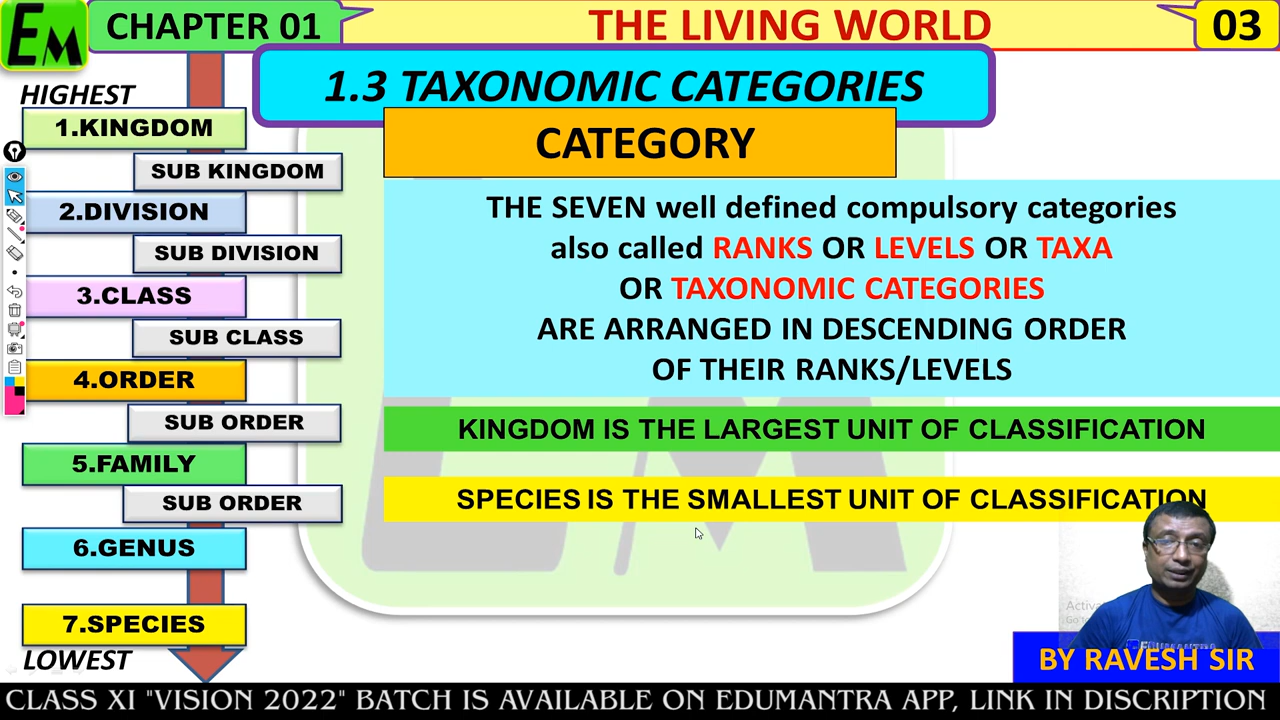 EM
CHAPTER 01
THE LIVING WORLD
03
1.3 TAXONOMIC CATEGORIES
HIGHEST
1.KINGDOM
SUB KINGDOM
2.DIVISION
SUB DIVISION
3.CLASS
SUB CLASS
4.ORDER
SUB ORDER
5.FAMILY
SUB ORDER
6.GENUS
7.SPECIES
LOWEST
CATEGORY
THE SEVEN well defined compulsory categories
also called RANKS OR LEVELS OR TAXA
OR TAXONOMIC CATEGORIES
ARE ARRANGED IN DESCENDING ORDER
OF THEIR RANKS/LEVELS
KINGDOM IS THE LARGEST UNIT OF CLASSIFICATION
SPECIES IS THE SMALLEST UNIT OF CLASSIFICATION
EDUMANTRA
BY RAVESH SIR
CLASS XI "VISION 2022" BATCH IS AVAILABLE ON EDUMANTRA APP, LINK IN DISCRIPTION